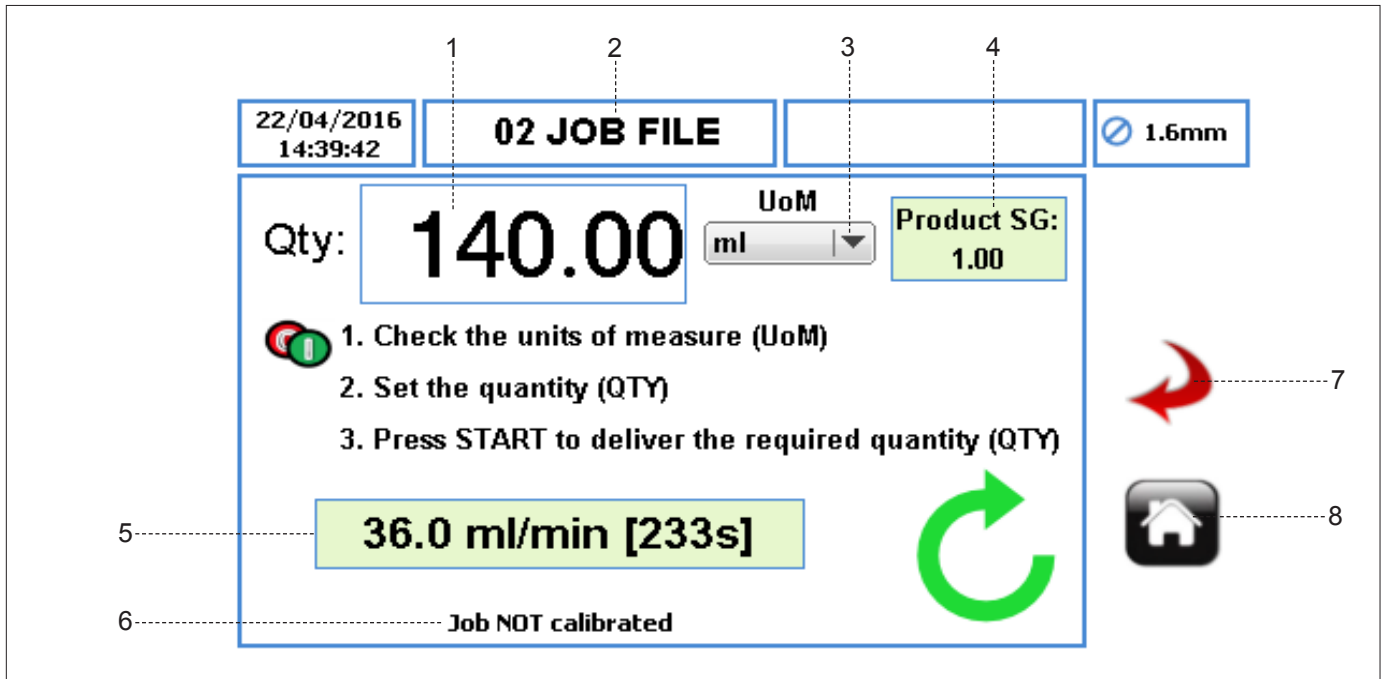 1 2 3 4
22/04/2016
14:39:42
02 JOB FILE
1.6mm
Qty:
140.00
UoM
ml
Product SG:
1.00
1. Check the units of measure (UoM)
2. Set the quantity (QTY)
3. Press START to deliver the required quantity (QTY)
7
5
36.0 ml/min [233s]
8
6
Job NOT calibrated